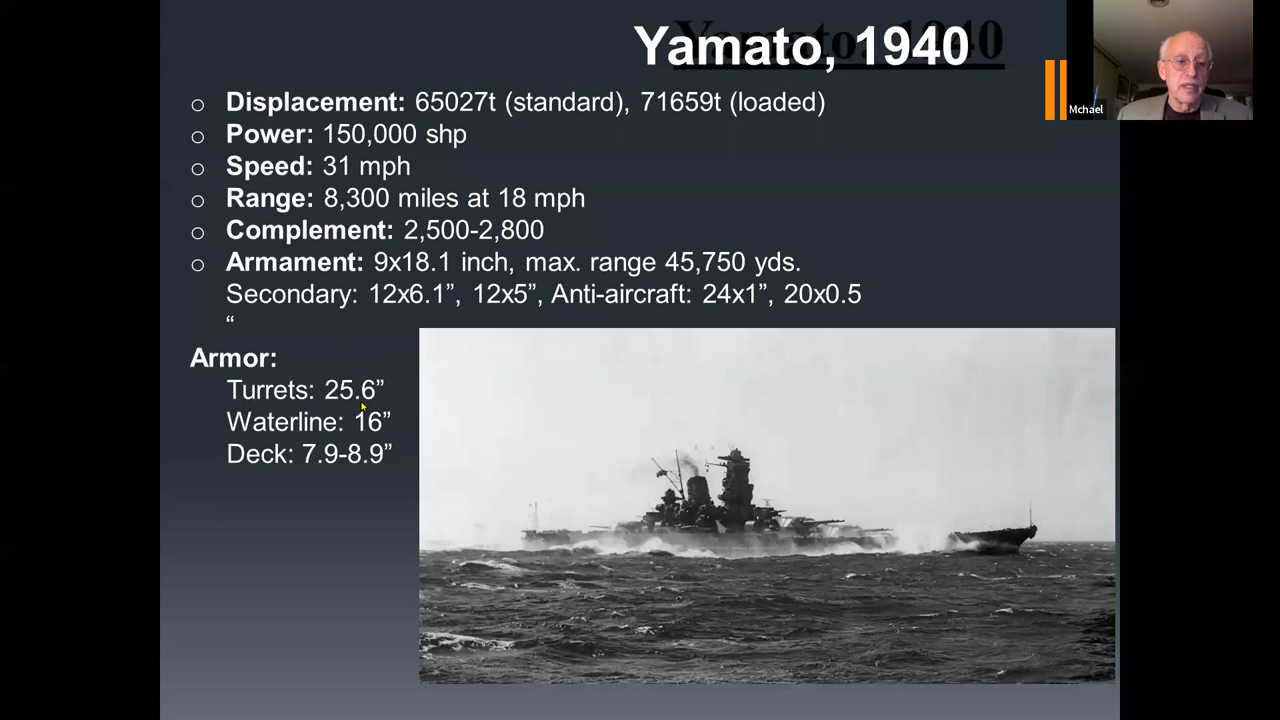 Yamato, 1940
Mchael
o Displacement: 65027t (standard), 71659t (loaded)
o Power: 150,000 shp
o Speed: 31 mph
o Range: 8,300 miles at 18 mph
o Complement: 2,500-2,800
o Armament: 9x18.1 inch, max. range 45,750 yds.
Secondary: 12x6.1”, 12x5”, Anti-aircraft: 24x1”, 20x0.5
“
Armor:
Turrets: 25.6”
Waterline: 16”
Deck: 7.9-8.9”